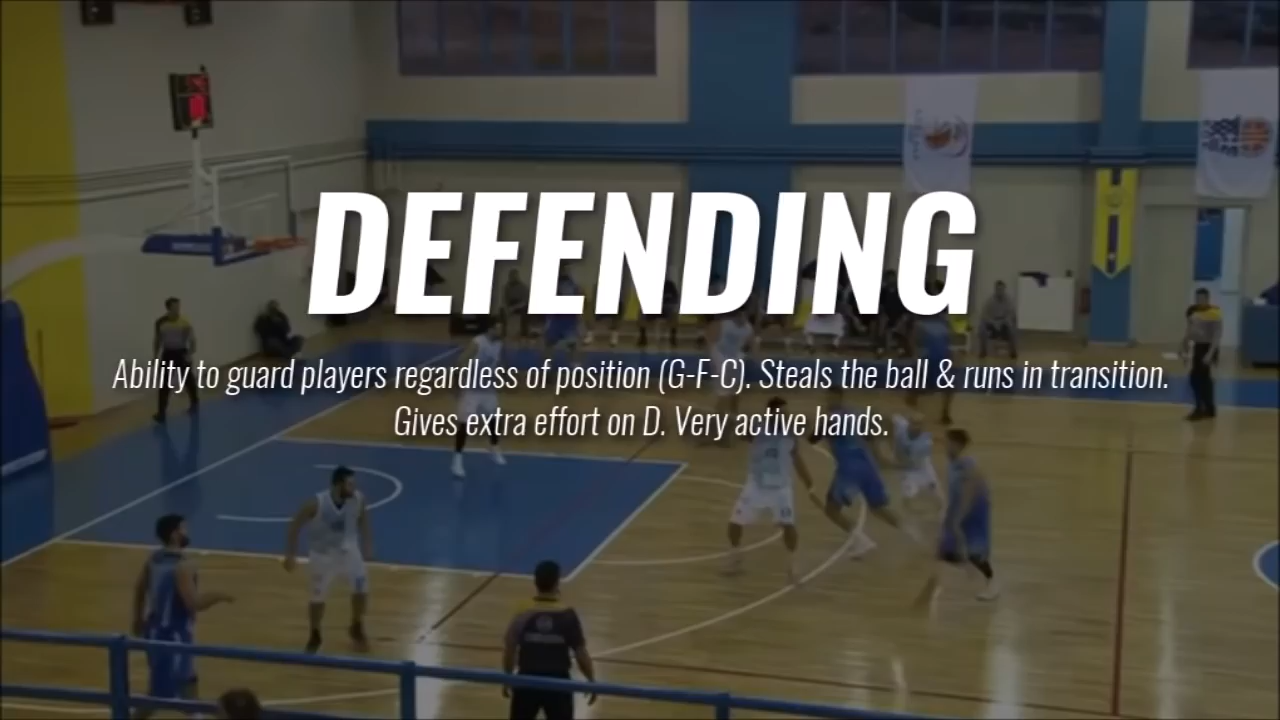 DEFENDING
Ability to guard players regardless of position (G-F-C). Steals the ball & runs in transition.
Gives extra effort on D. Very active hands.